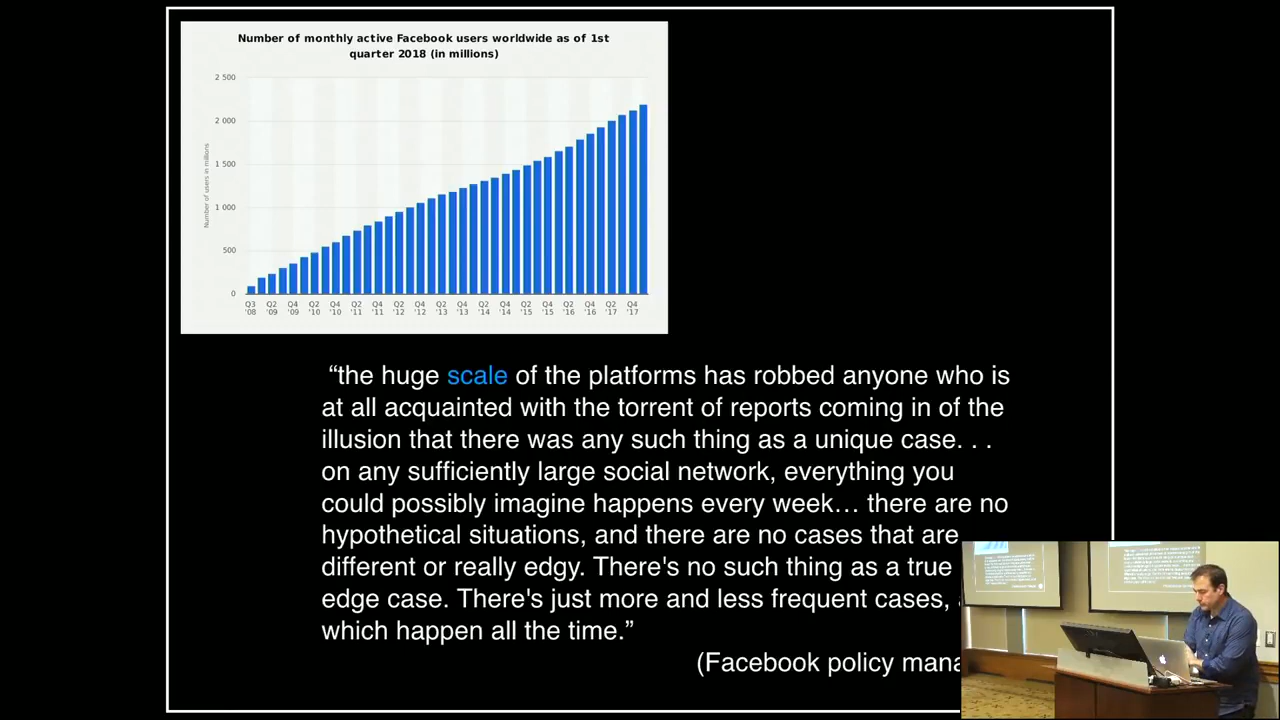 Number of monthly active Facebook users worldwide as of 1st
quarter 2018 (in millions)
Number of users in millions
2 500
2 000
1 500
1 000
500
0
Q3 '08
Q2 '09
Q4 '09
Q2 '10
Q4 '10
Q2 '11
Q4 '11
Q2 '12
Q4 '12
Q2 '13
Q4 '13
Q2 '14
Q4 '14
Q2 '15
Q4 '15
Q2 '16
Q4 '16
Q2 '17
Q4 '17
“the huge scale of the platforms has robbed anyone who is
at all acquainted with the torrent of reports coming in of the
illusion that there was any such thing as a unique case. . .
on any sufficiently large social network, everything you
could possibly imagine happens every week… there are no
hypothetical situations, and there are no cases that are
different or really edgy. There's no such thing as a true
edge case. There's just more and less frequent cases,
which happen all the time.”
(Facebook policy